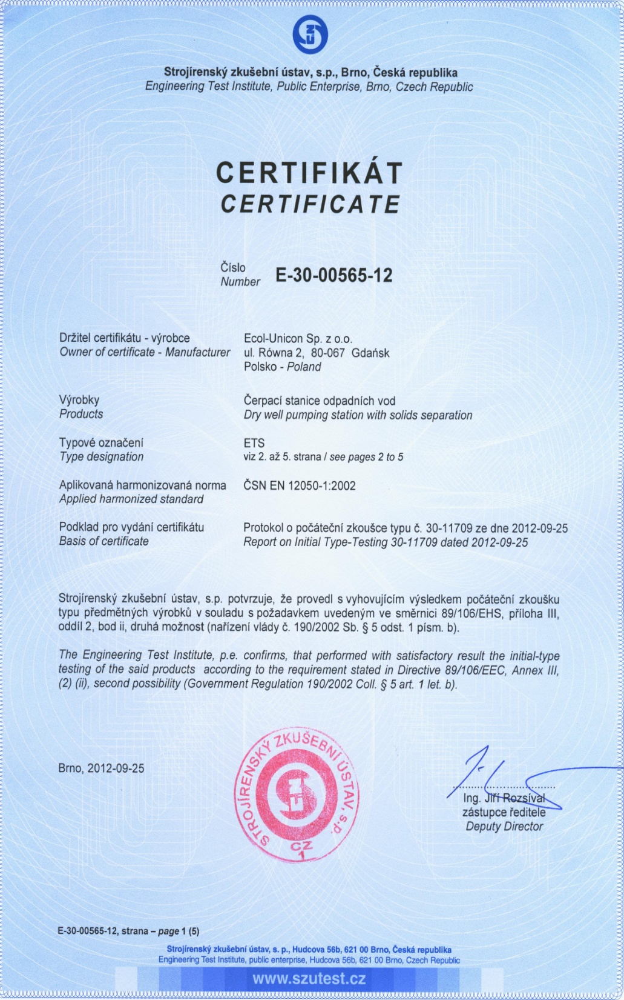 SZU
Strojírenský zkušební ústav, s.p., Brno, Česká republika
Engineering Test Institute, Public Enterprise, Brno, Czech Republic
CERTIFIKÁT
CERTIFICATE
Číslo
Number
E-30-00565-12
Držitel certifikátu - výrobce
Owner of certificate - Manufacturer
Ecol-Unicon Sp. z o.o.
ul. Równa 2, 80-067 Gdańsk
Polsko - Poland
Výrobky
Products
Čerpací stanice odpadních vod
Dry well pumping station with solids separation
Typové označení
Type designation
ETS
viz 2. až 5. strana / see pages 2 to 5
Aplikovaná harmonizovaná norma
Applied harmonized standard
ČSN EN 12050-1:2002
Podklad pro vydání certifikátu
Basis of certificate
Protokol o počáteční zkoušce typu č. 30-11709 ze dne 2012-09-25
Report on Initial Type-Testing 30-11709 dated 2012-09-25
Strojírenský zkušební ústav, s.p. potvrzuje, že provedl s vyhovujícím výsledkem počáteční zkoušku
typu předmětných výrobků v souladu s požadavkem uvedeným ve směrnici 89/106/EHS, příloha III,
oddíl 2, bod ii, druhá možnost (nařízení vlády č. 190/2002 Sb. § 5 odst. 1 písm. b).
The Engineering Test Institute, p.e. confirms, that performed with satisfactory result the initial-type
testing of the said products according to the requirement stated in Directive 89/106/EEC, Annex III,
(2) (ii), second possibility (Government Regulation 190/2002 Coll. § 5 art. 1 let. b).
Brno, 2012-09-25
STROJÍRENSKÝ ZKUŠEBNÍ ÚSTAV, s.p.
SZU
CZ
1
Ing. Jiří Rozsíval
zástupce ředitele
Deputy Director
E-30-00565-12, strana – page 1 (5)
Strojírenský zkušební ústav, s. p., Hudcova 56b, 621 00 Brno, Česká republika
Engineering Test Institute, public enterprise, Hudcova 56b, 621 00 Brno, Czech Republic
www.szutest.cz